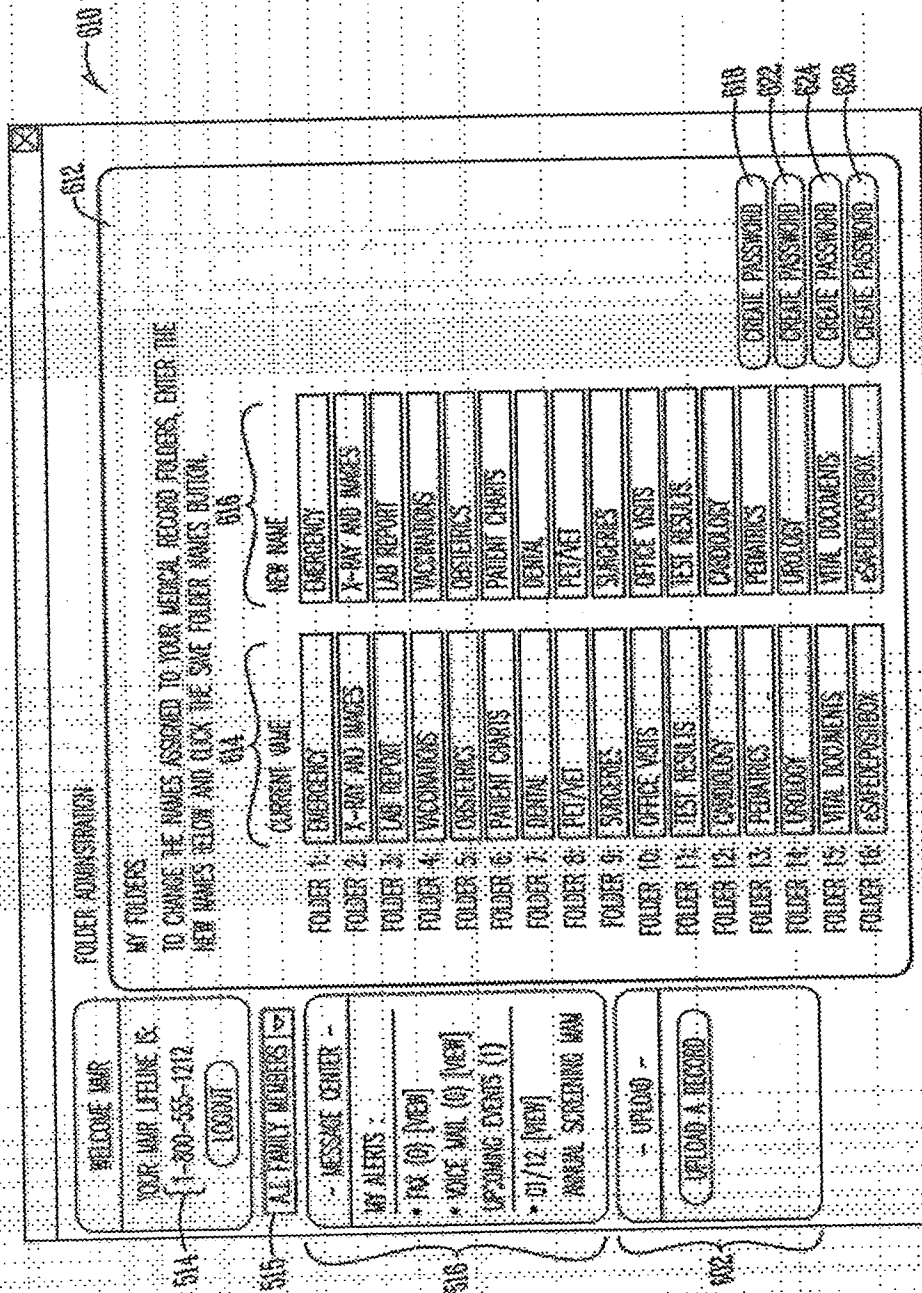 610
612
WELCOME MMR
YOUR MMR LIFELINE IS:
1-800-555-1212
LOGOUT
514
ALL FAMILY MEMBERS
515
- MESSAGE CENTER -
MY ALERTS:
• FAX (0) [VIEW]
• VOICE MAIL (0) [VIEW]
UPCOMING EVENTS (1)
• 01/12 [VIEW]
ANNUAL SCREENING
516
- UPLOAD -
UPLOAD A RECORD
602
FOLDER ADMINISTRATION
MY FOLDERS
TO CHANGE THE NAMES ASSIGNED TO YOUR MEDICAL RECORD FOLDERS, ENTER THE
NEW NAMES BELOW AND CLICK THE SAVE FOLDER NAMES BUTTON.
614 616
CURRENT NAME NEW NAME
FOLDER 1: EMERGENCY EMERGENCY
FOLDER 2: X-RAY AND IMAGES X-RAY AND IMAGES
FOLDER 3: LAB REPORT LAB REPORT
FOLDER 4: VACCINATIONS VACCINATIONS
FOLDER 5: OBSTETRICS OBSTETRICS
FOLDER 6: PATIENT CHARTS PATIENT CHARTS
FOLDER 7: DENTAL DENTAL
FOLDER 8: PET/VET PET/VET
FOLDER 9: SURGERIES SURGERIES
FOLDER 10: OFFICE VISITS OFFICE VISITS
FOLDER 11: TEST RESULTS TEST RESULTS
FOLDER 12: CARDIOLOGY CARDIOLOGY
FOLDER 13: PEDIATRICS PEDIATRICS CREATE PASSWORD 618
FOLDER 14: UROLOGY UROLOGY CREATE PASSWORD 622
FOLDER 15: VITAL DOCUMENTS VITAL DOCUMENTS CREATE PASSWORD 624
FOLDER 16: eSAFEDEPOSITBOX eSAFEDEPOSITBOX CREATE PASSWORD 626